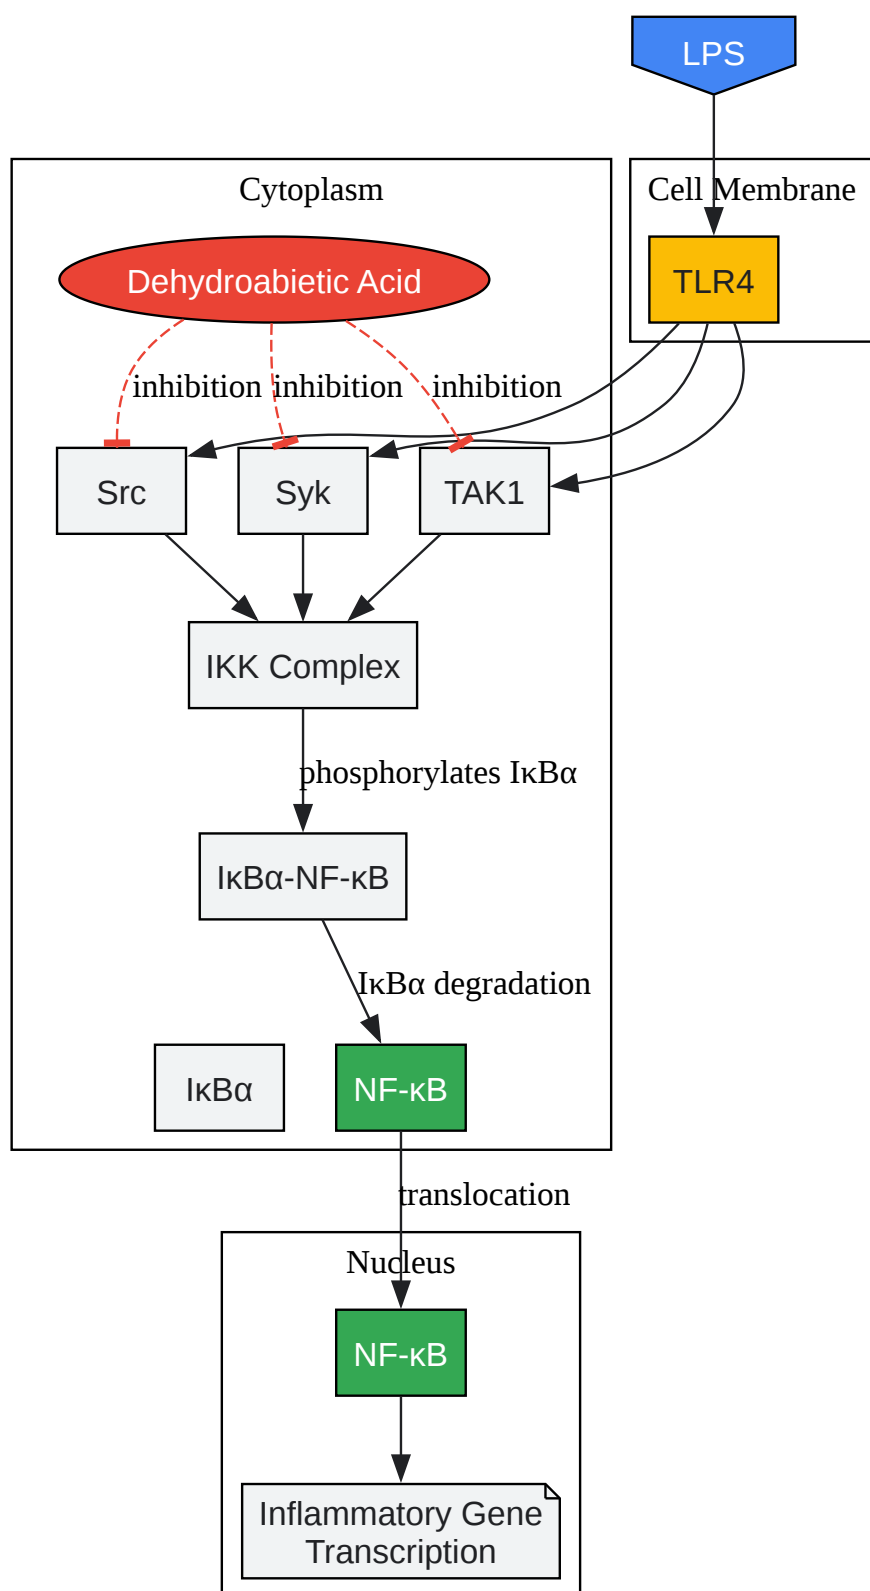 LPS
Cytoplasm
Cell Membrane
Dehydroabietic Acid
TLR4
inhibition
inhibition
inhibition
Src
Syk
TAK1
IKK Complex
phosphorylates IκBα
IκBα-NF-κB
IκBα degradation
IκBα
NF-κB
translocation
Nucleus
NF-κB
Inflammatory Gene
Transcription